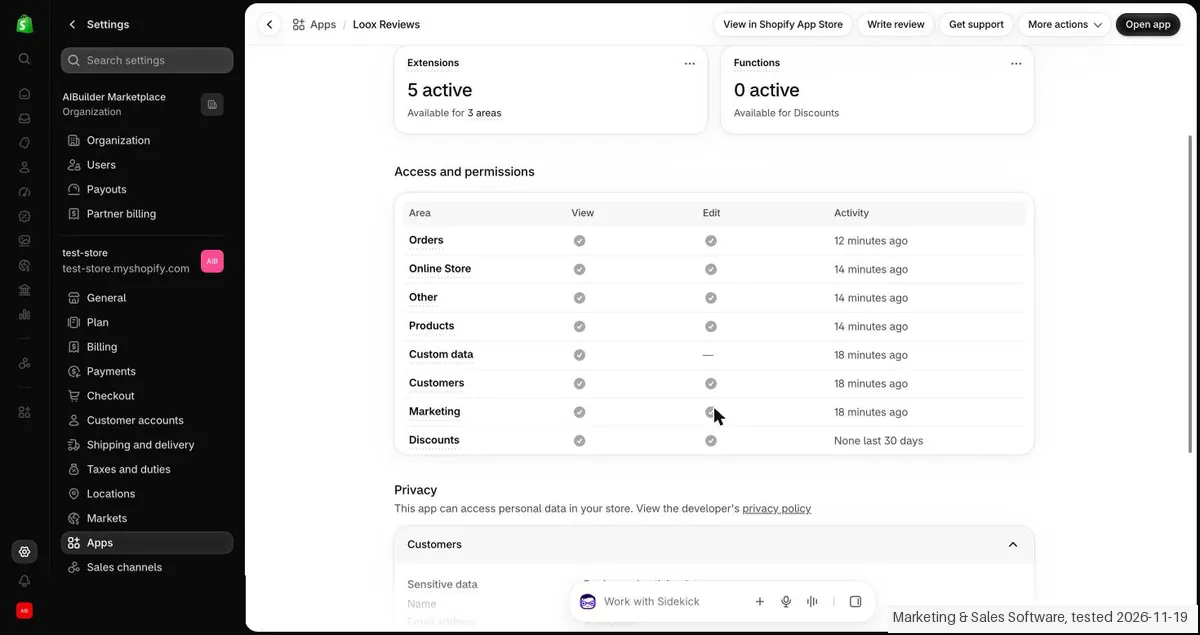 Settings
Search settings
AIBuilder Marketplace
Organization
Organization
Users
Payouts
Partner billing
test-store
test-store.myshopify.com
AIB
General
Plan
Billing
Payments
Checkout
Customer accounts
Shipping and delivery
Taxes and duties
Locations
Markets
Apps
Sales channels
Apps / Loox Reviews
View in Shopify App Store
Write review
Get support
More actions
Open app
Extensions
5 active
Available for 3 areas
Functions
0 active
Available for Discounts
Access and permissions
Area View Edit Activity
Orders 12 minutes ago
Online Store 14 minutes ago
Other 14 minutes ago
Products 14 minutes ago
Custom data — 18 minutes ago
Customers 18 minutes ago
Marketing 18 minutes ago
Discounts None last 30 days
Privacy
This app can access personal data in your store. View the developer's privacy policy
Customers
Sensitive data
Name
Email address
Work with Sidekick
Marketing & Sales Software, tested 2026-11-19